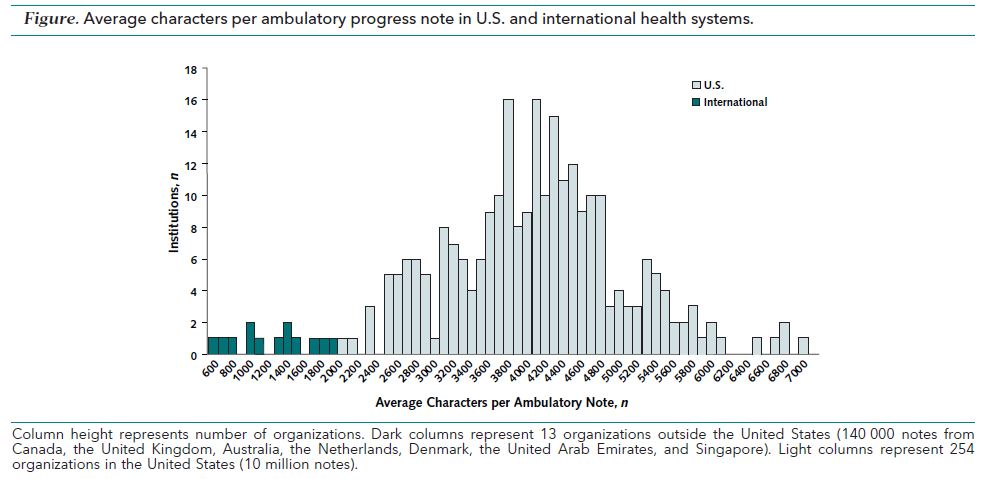 Figure. Average characters per ambulatory progress note in U.S. and international health systems.
18
16
14
12
10
8
6
4
2
0
Institutions, n
U.S.
International
600 800 1000 1200 1400 1600 1800 2000 2200 2400 2600 2800 3000 3200 3400 3600 3800 4000 4200 4400 4600 4800 5000 5200 5400 5600 5800 6000 6200 6400 6600 6800 7000
Average Characters per Ambulatory Note, n
Column height represents number of organizations. Dark columns represent 13 organizations outside the United States (140 000 notes from
Canada, the United Kingdom, Australia, the Netherlands, Denmark, the United Arab Emirates, and Singapore). Light columns represent 254
organizations in the United States (10 million notes).